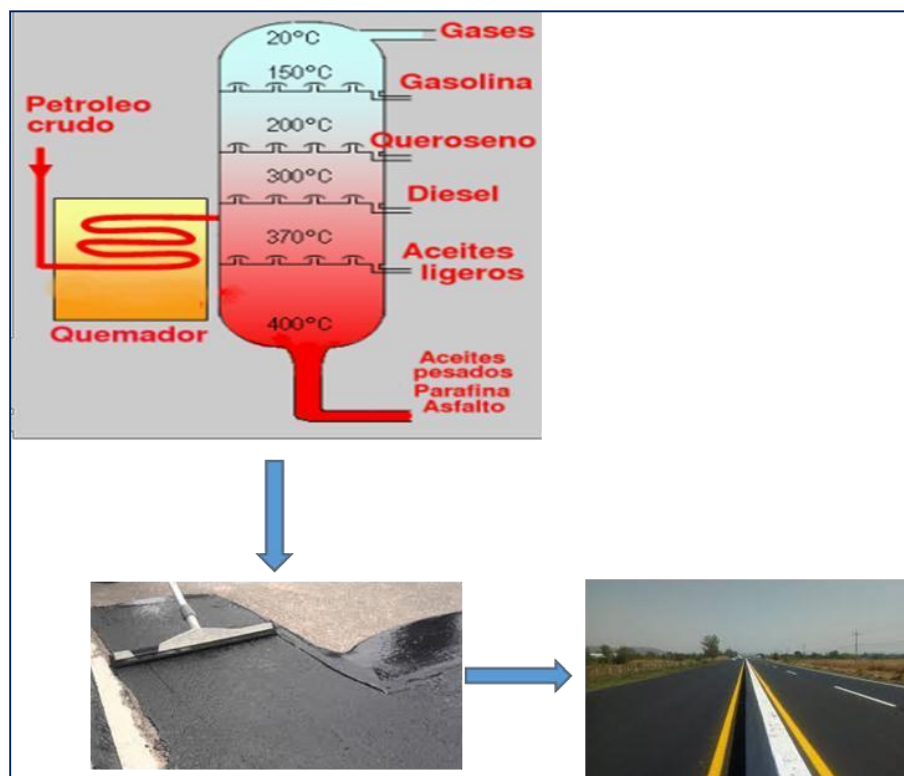 20°C
Gases
150°C
Gasolina
Petroleo
crudo
200°C
Queroseno
300°C
Diesel
370°C
Aceites
ligeros
Quemador
400°C
Aceites
pesados
Parafina
Asfalto